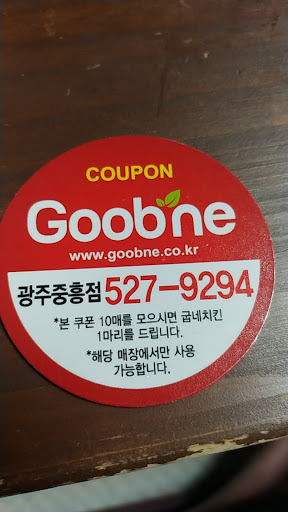 COUPON
Goobne
www.goobne.co.kr
광주중흥점 527-9294
*본 쿠폰 10매를 모으시면 굽네치킨
1마리를 드립니다.
*해당 매장에서만 사용
가능합니다.